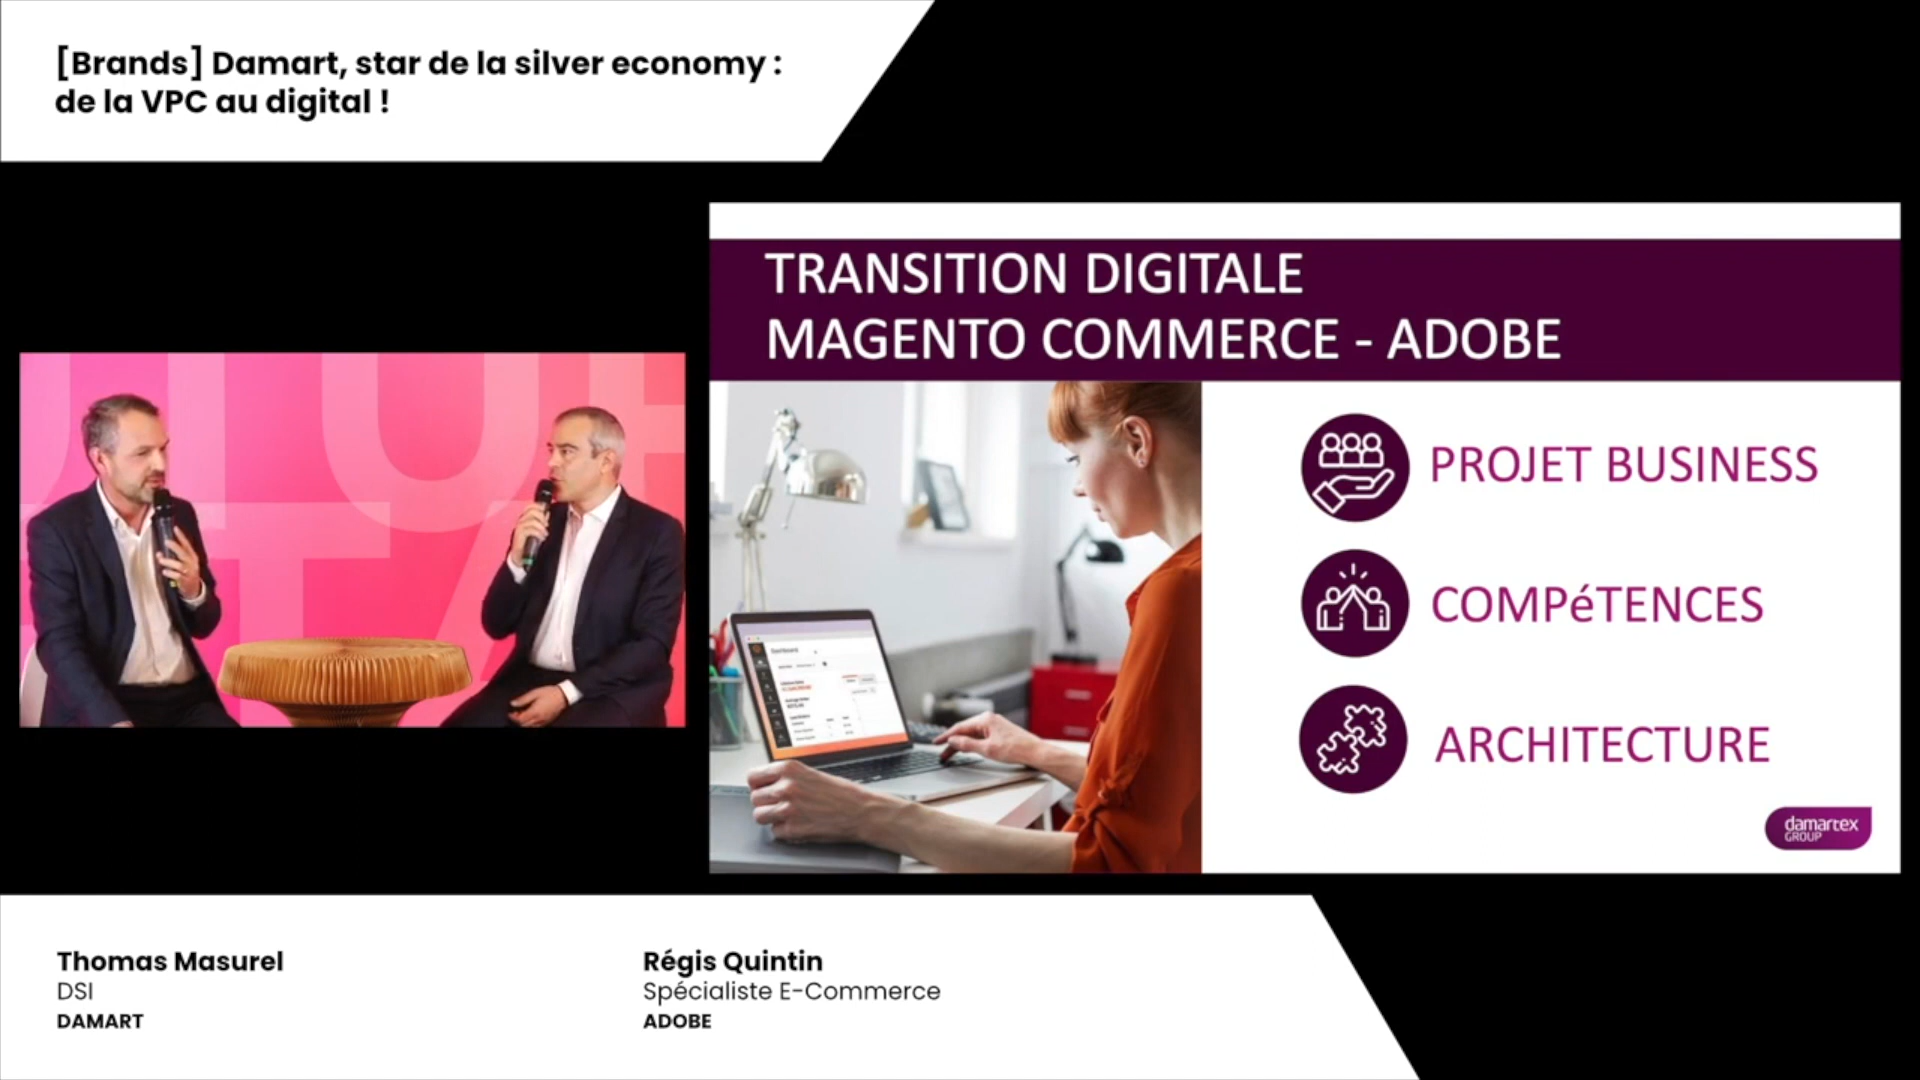 [Brands] Damart, star de la silver economy :
de la VPC au digital !
TRANSITION DIGITALE
MAGENTO COMMERCE - ADOBE
PROJET BUSINESS
COMPéTENCES
ARCHITECTURE
damartex
GROUP
Thomas Masurel
DSI
DAMART
Régis Quintin
Spécialiste E-Commerce
ADOBE